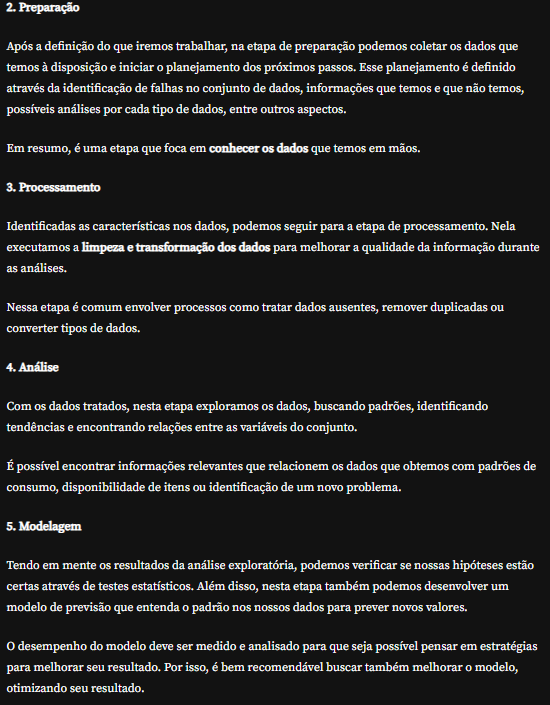 2. Preparação
Após a definição do que iremos trabalhar, na etapa de preparação podemos coletar os dados que
temos à disposição e iniciar o planejamento dos próximos passos. Esse planejamento é definido
através da identificação de falhas no conjunto de dados, informações que temos e que não temos,
possíveis análises por cada tipo de dados, entre outros aspectos.
Em resumo, é uma etapa que foca em conhecer os dados que temos em mãos.
3. Processamento
Identificadas as características nos dados, podemos seguir para a etapa de processamento. Nela
executamos a limpeza e transformação dos dados para melhorar a qualidade da informação durante
as análises.
Nessa etapa é comum envolver processos como tratar dados ausentes, remover duplicadas ou
converter tipos de dados.
4. Análise
Com os dados tratados, nesta etapa exploramos os dados, buscando padrões, identificando
tendências e encontrando relações entre as variáveis do conjunto.
É possível encontrar informações relevantes que relacionem os dados que obtemos com padrões de
consumo, disponibilidade de itens ou identificação de um novo problema.
5. Modelagem
Tendo em mente os resultados da análise exploratória, podemos verificar se nossas hipóteses estão
certas através de testes estatísticos. Além disso, nesta etapa também podemos desenvolver um
modelo de previsão que entenda o padrão nos nossos dados para prever novos valores.
O desempenho do modelo deve ser medido e analisado para que seja possível pensar em estratégias
para melhorar seu resultado. Por isso, é bem recomendável buscar também melhorar o modelo,
otimizando seu resultado.